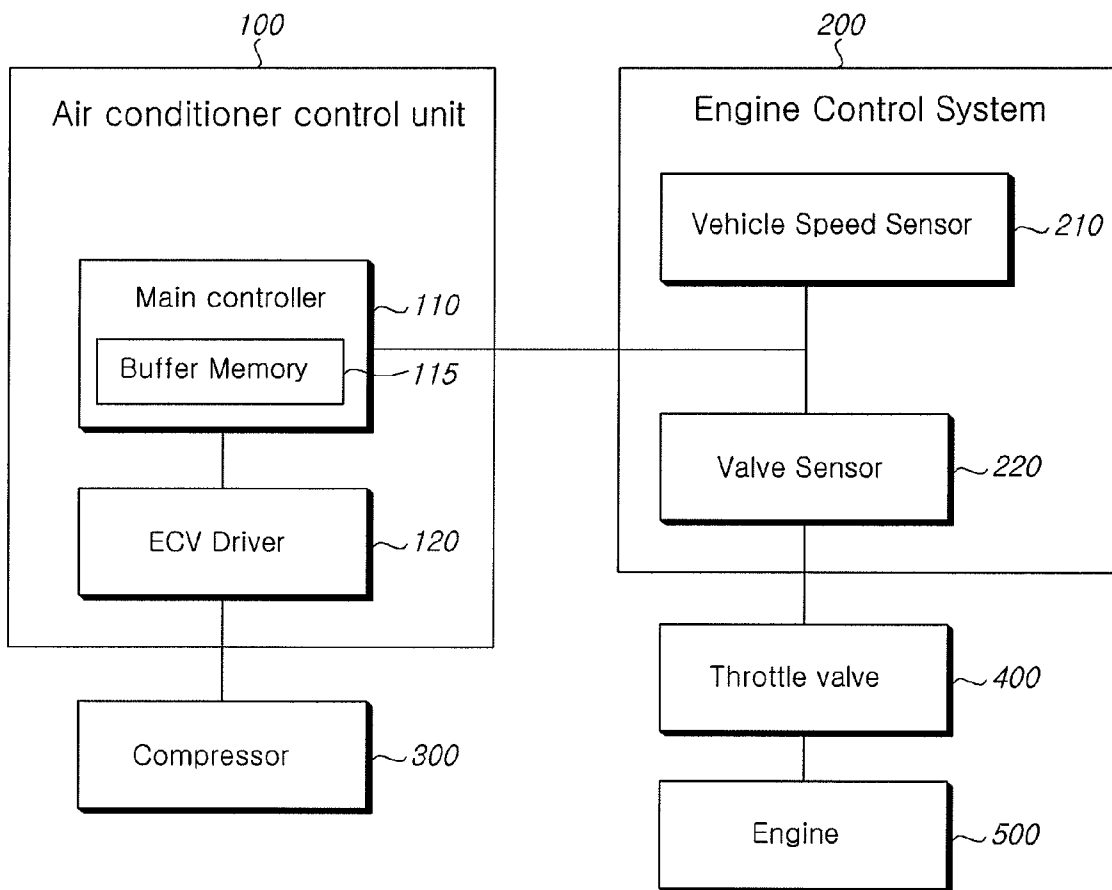 100
200
Air conditioner control unit
Engine Control System
Vehicle Speed Sensor
210
Main controller
110
Buffer Memory
115
Valve Sensor
220
ECV Driver
120
Throttle valve
400
Compressor
300
Engine
500